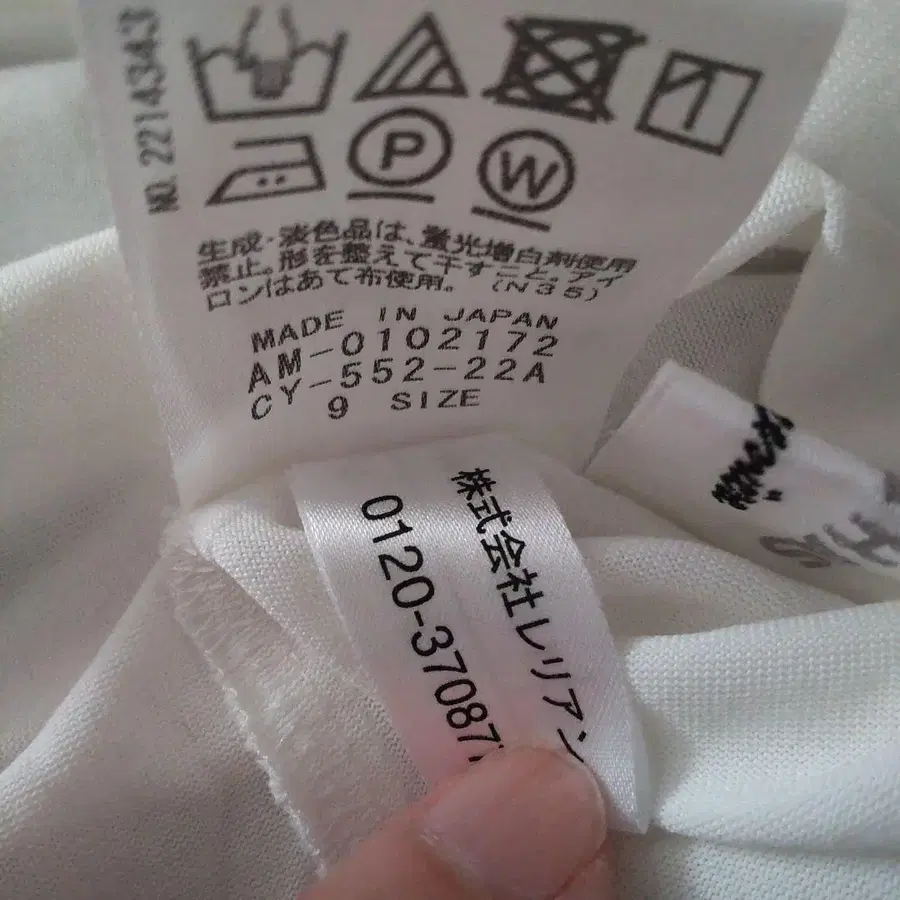 NO. 2214343
P
W
生成・淡色品は、蛍光増白剤使用
禁止。形を整えて干すこと。アイ
ロンはあて布使用。(N35)
MADE IN JAPAN
AM-0102172
CY-552-22A
9 SIZE
株式会社レリアン
0120-37087